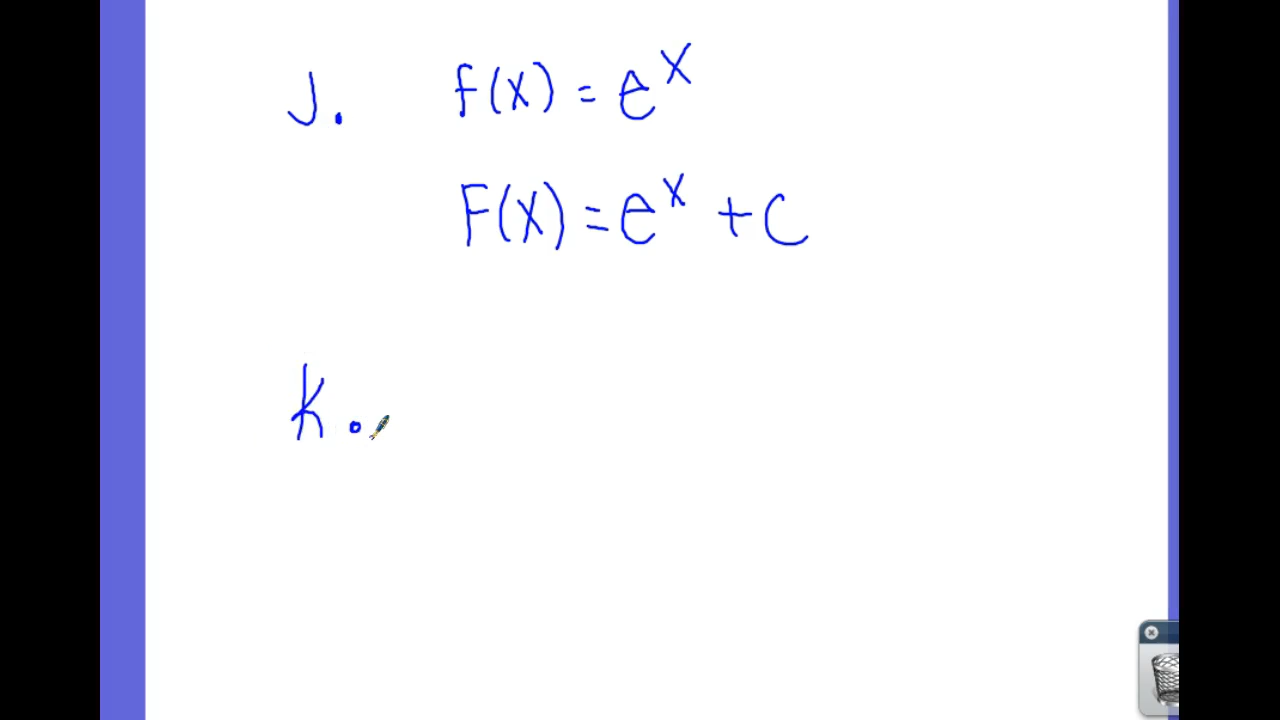 J. f(x) = e^x
F(x) = e^x + C
K.